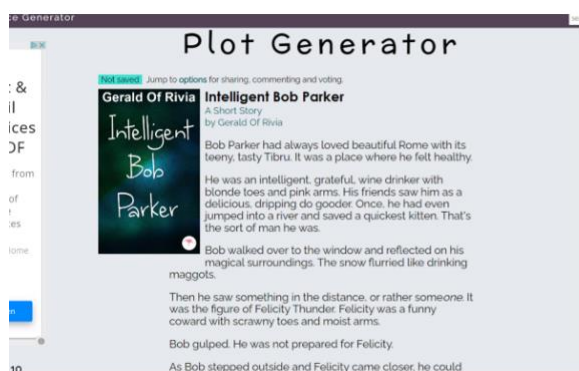 ce Generator
Plot Generator
: &
il
ices
OF
from
of
es
ome
n
10
Not saved Jump to options for sharing, commenting and voting.
Gerald Of Rivia
Intelligent
Bob
Parker
Intelligent Bob Parker
A Short Story
by Gerald Of Rivia
Bob Parker had always loved beautiful Rome with its
teeny, tasty Tibru. It was a place where he felt healthy.
He was an intelligent, grateful, wine drinker with
blonde toes and pink arms. His friends saw him as a
delicious, dripping do gooder. Once, he had even
jumped into a river and saved a quickest kitten. That's
the sort of man he was.
Bob walked over to the window and reflected on his
magical surroundings. The snow flurried like drinking
maggots.
Then he saw something in the distance, or rather someone. It
was the figure of Felicity Thunder. Felicity was a funny
coward with scrawny toes and moist arms.
Bob gulped. He was not prepared for Felicity.
As Bob stepped outside and Felicity came closer, he could